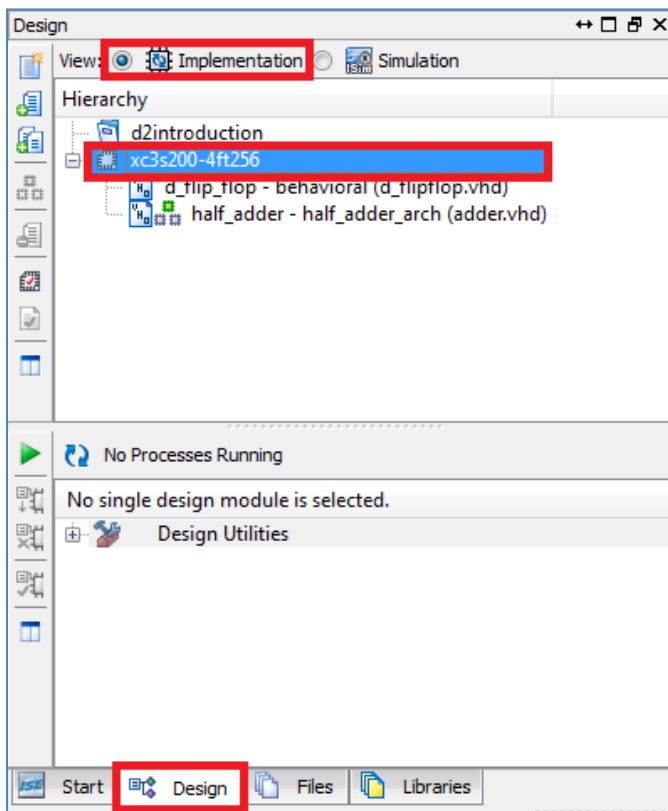 Design
View: Implementation Simulation
Hierarchy
d2introduction
xc3s200-4ft256
d_flip_flop - behavioral (d_flipflop.vhd)
half_adder - half_adder_arch (adder.vhd)
No Processes Running
No single design module is selected.
Design Utilities
ISE Start Design Files Libraries